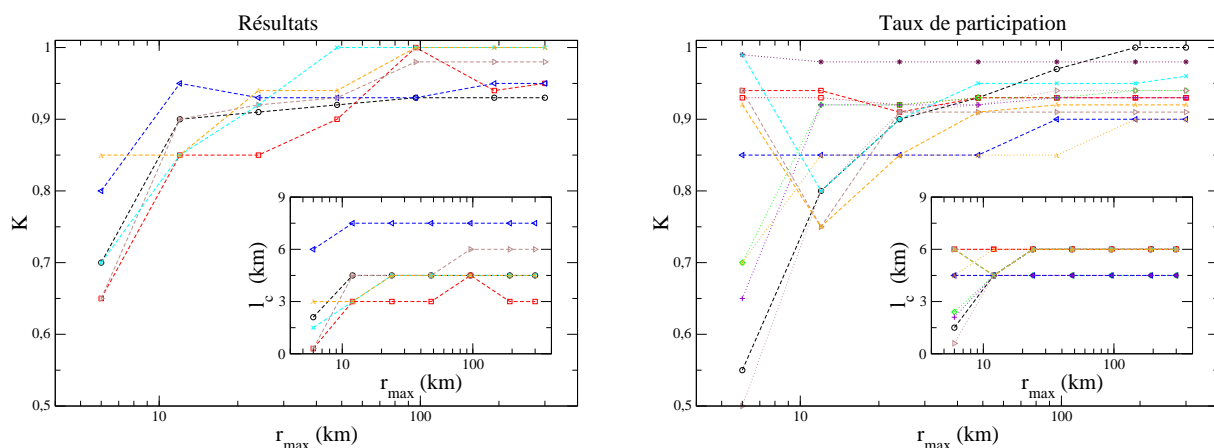 Résultats
1
0,9
0,8
0,7
0,6
0,5
K
10
100
r_max (km)
9
6
3
0
l_c (km)
10
100
r_max (km)
Taux de participation
1
0,9
0,8
0,7
0,6
0,5
K
10
100
r_max (km)
9
6
3
0
l_c (km)
10
100
r_max (km)